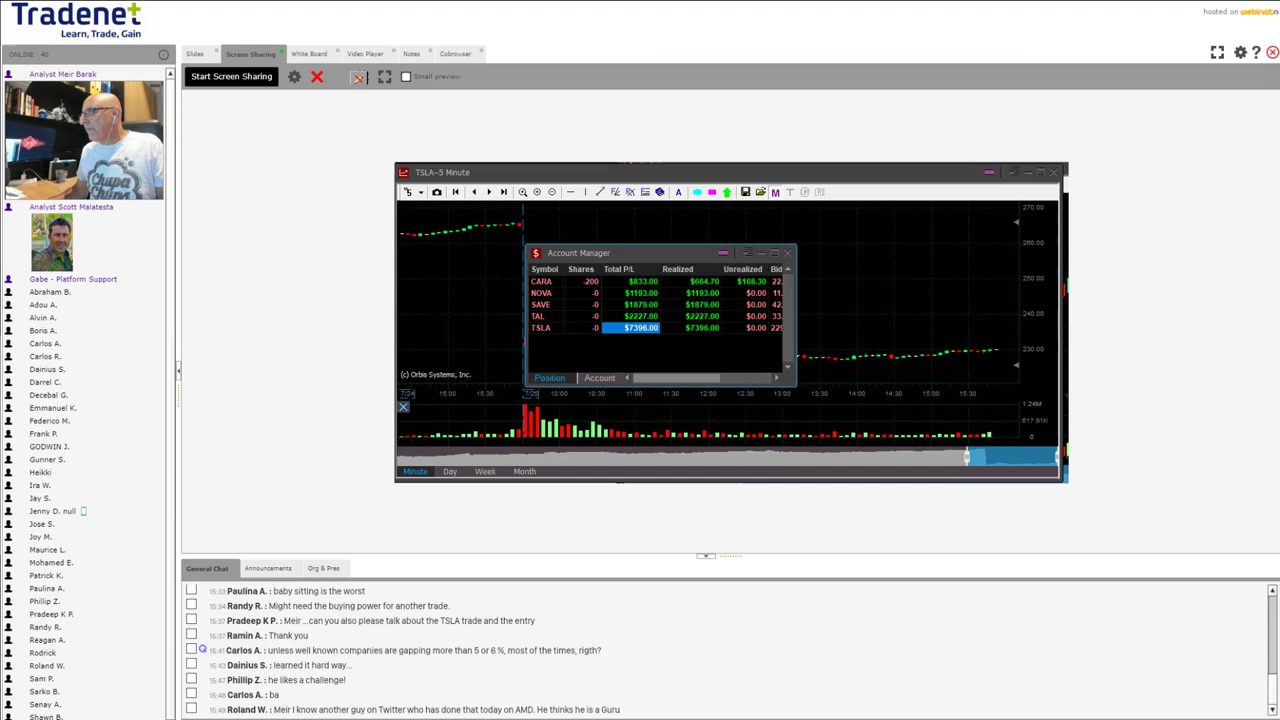 Tradenet
Learn, Trade, Gain
hosted on
ONLINE 40
Slides
Screen Sharing
White Board
Video Player
Notes
Cobrowser
Start Screen Sharing
Small preview
Analyst Meir Barak
CHUPA
CHAPA
Analyst Scott Malatesta
Gabe - Platform Support
Abraham B.
Adou A.
Alvin A.
Boris A.
Carlos A.
Carlos R.
Dainius S.
Darrel C.
Decebal G.
Emmanuel K.
Federico M.
Frank P.
GODWIN J.
Gunner S.
Heikki
Ira W.
Jay S.
Jenny D. null
Jose S.
Joy M.
Maurice L.
Mohamed E.
Patrick K.
Paulina A.
Phillip Z.
Pradeep K P.
Randy R.
Reagan A.
Rodrick
Roland W.
Sam P.
Sarko B.
Senay A.
Shawn B.
TSLA--5 Minute
270.00
260.00
250.00
240.00
230.00
Account Manager
Symbol Shares Total P/L Realized Unrealized Bid
CARA -200 $833.00 $664.70 $168.30 22.
NOVA -0 $1193.00 $1193.00 $0.00 11.
SAVE -0 $1879.00 $1879.00 $0.00 42.
TAL -0 $2227.00 $2227.00 $0.00 33.
TSLA -0 $7396.00 $7396.00 $0.00 229
Position Account
(c) Orbis Systems, Inc.
7/24 15:00 15:30 7/25 10:00 10:30 11:00 11:30 12:00 12:30 13:00 13:30 14:00 14:30 15:00 15:30
1.24M
617.91K
0
Minute Day Week Month
General Chat
Announcements
Org & Pres
15:33 Paulina A. : baby sitting is the worst
15:34 Randy R. : Might need the buying power for another trade.
15:37 Pradeep K P. : Meir ...can you also please talk about the TSLA trade and the entry
15:37 Ramin A. : Thank you
15:41 Carlos A. : unless well known companies are gapping more than 5 or 6 %, most of the times, rigth?
15:43 Dainius S. : learned it hard way...
15:47 Phillip Z. : he likes a challenge!
15:48 Carlos A. : ba
15:49 Roland W. : Meir I know another guy on Twitter who has done that today on AMD. He thinks he is a Guru